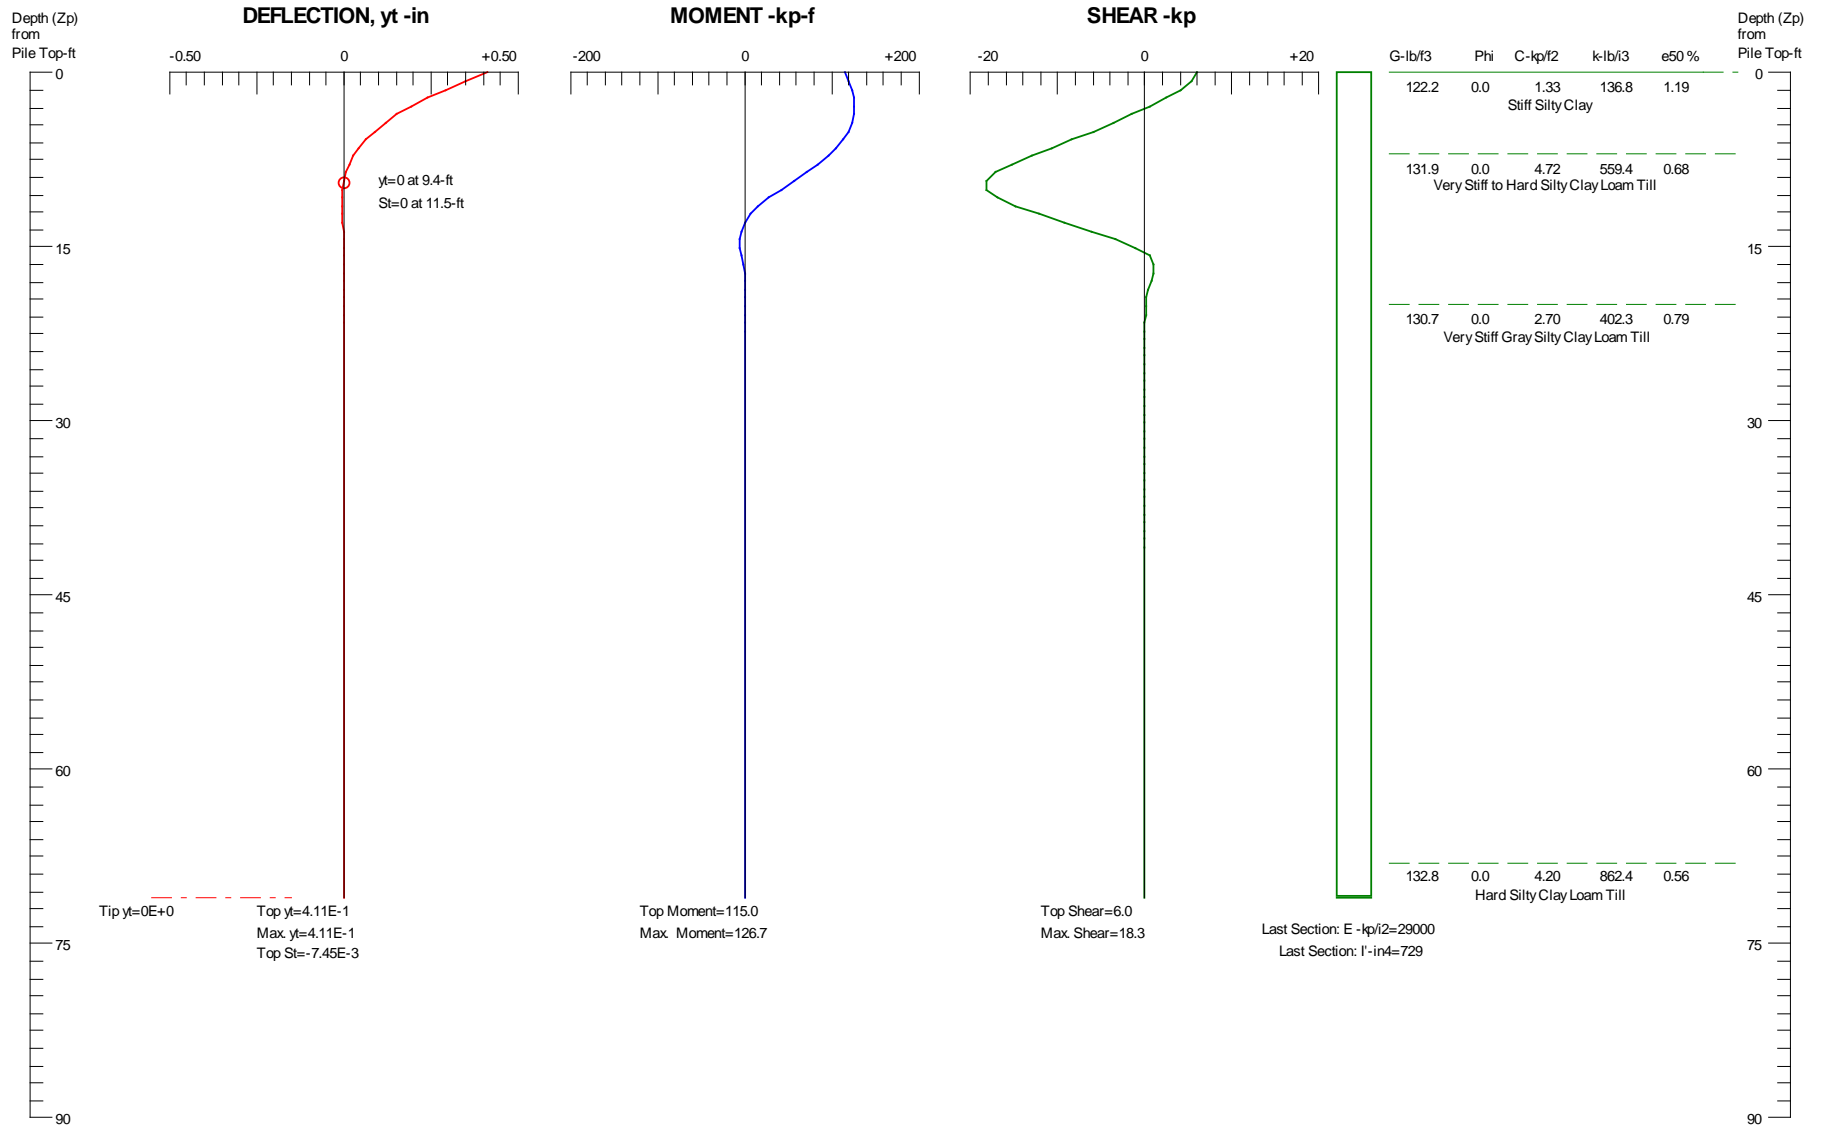 DEFLECTION, yt -in
MOMENT -kp-f
SHEAR -kp
Depth (Zp)
from
Pile Top-ft
Depth (Zp)
from
Pile Top-ft
-0.50 0 +0.50
-200 0 +200
-20 0 +20
G-lb/f3 Phi C-kp/f2 k-lb/i3 e50 %
0
15
30
45
60
75
90
yt=0 at 9.4-ft
St=0 at 11.5-ft
122.2 0.0 1.33 136.8 1.19
Stiff Silty Clay
131.9 0.0 4.72 559.4 0.68
Very Stiff to Hard Silty Clay Loam Till
130.7 0.0 2.70 402.3 0.79
Very Stiff Gray Silty Clay Loam Till
132.8 0.0 4.20 862.4 0.56
Hard Silty Clay Loam Till
0
15
30
45
60
75
90
Tip yt=0E+0
Top yt=4.11E-1
Max. yt=4.11E-1
Top St=-7.45E-3
Top Moment=115.0
Max. Moment=126.7
Top Shear=6.0
Max. Shear=18.3
Last Section: E -kp/i2=29000
Last Section: I'-in4=729